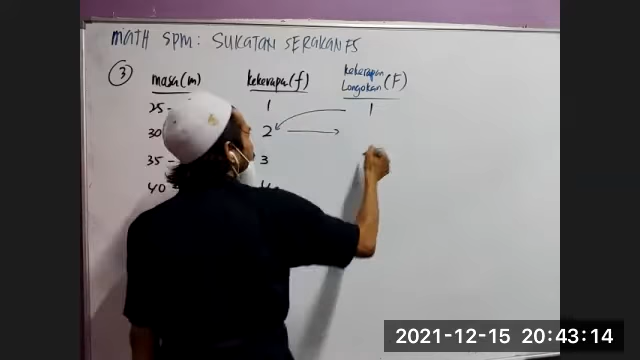 math SPM: SUKATAN SERAKAN F5
③ masa(m) kekerapan(f) kekerapan Longgokan (F)
25 - 1 1
30 2
35 - 3
40
2021-12-15 20:43:14